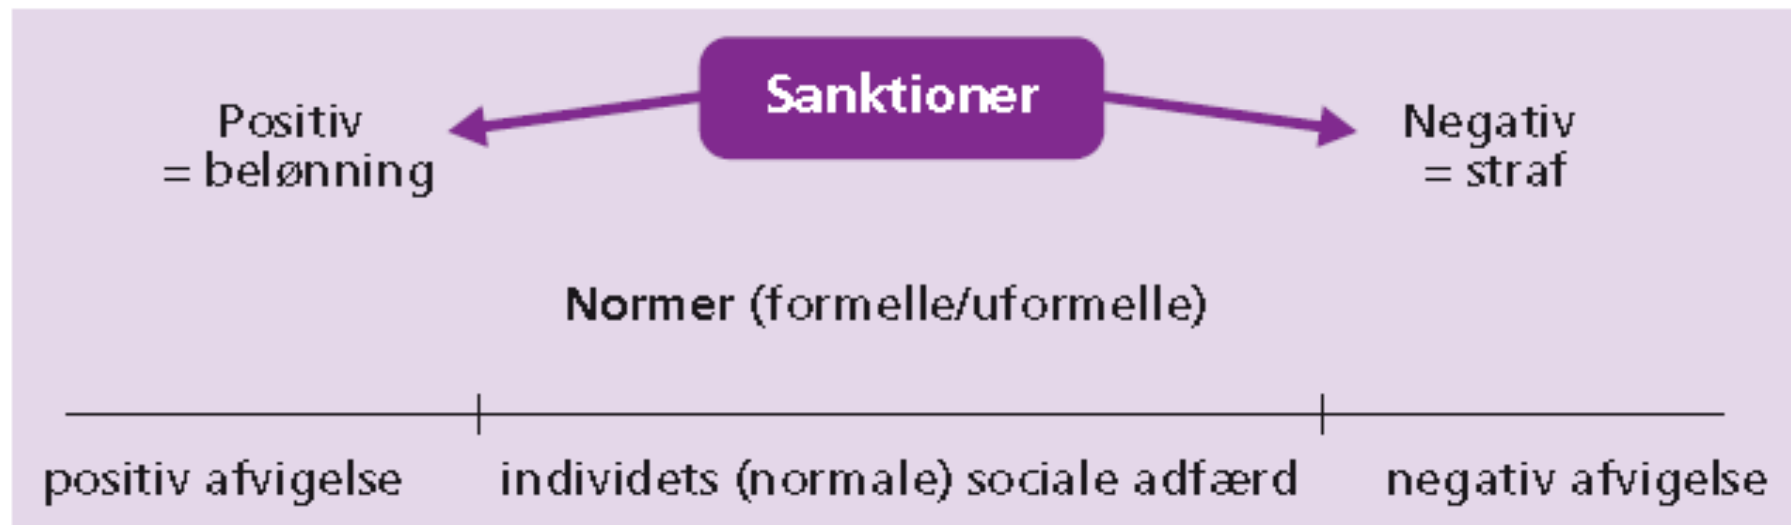 Sanktioner
Positiv
= belønning
Negativ
= straf
Normer (formelle/uformelle)
positiv afvigelse
individets (normale) sociale adfærd
negativ afvigelse